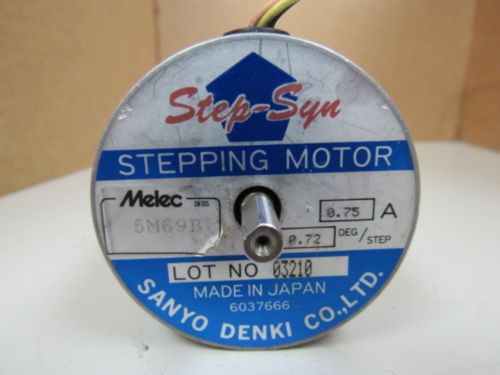 Step-Syn
STEPPING MOTOR
Melec
5M69B
0.75 A
0.72 DEG/STEP
LOT NO 03210
MADE IN JAPAN
6037666
SANYO DENKI CO.,LTD.